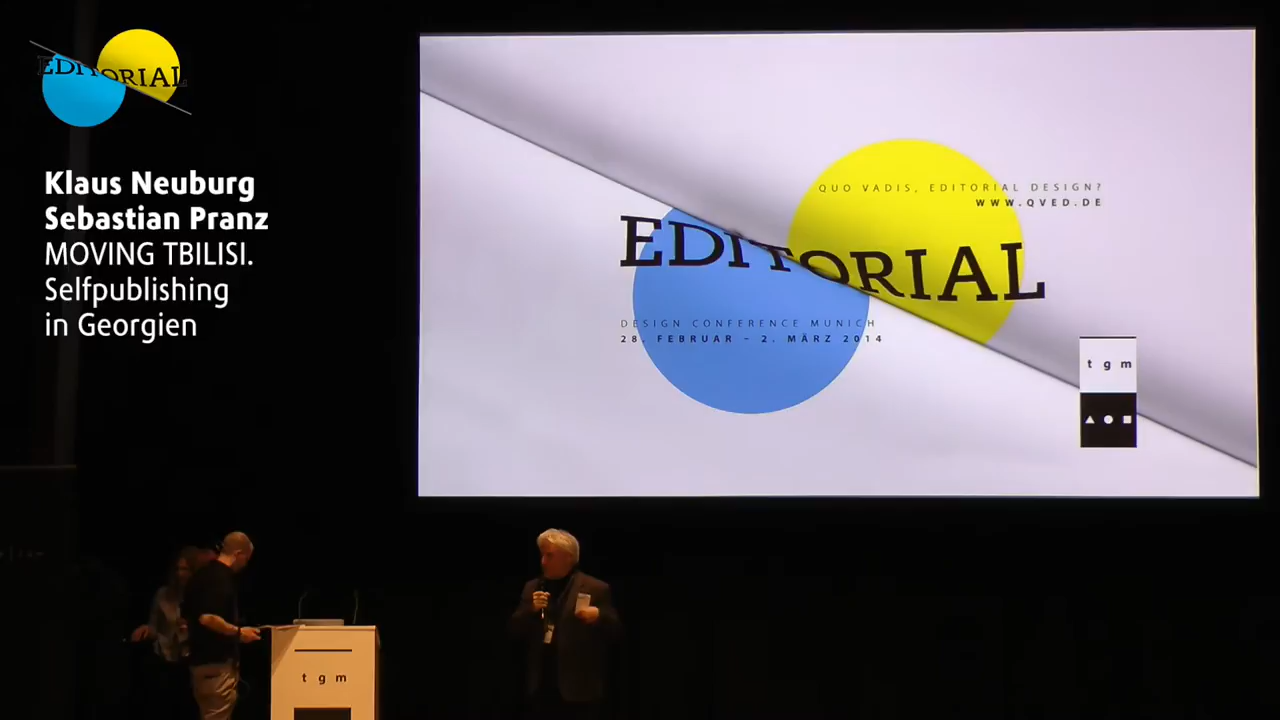 EDITORIAL
Klaus Neuburg
Sebastian Pranz
MOVING TBILISI.
Selfpublishing
in Georgien
QUO VADIS, EDITORIAL DESIGN?
WWW.QVED.DE
EDITORIAL
DESIGN CONFERENCE MUNICH
28. FEBRUAR – 2. MÄRZ 2014
t g m
t g m